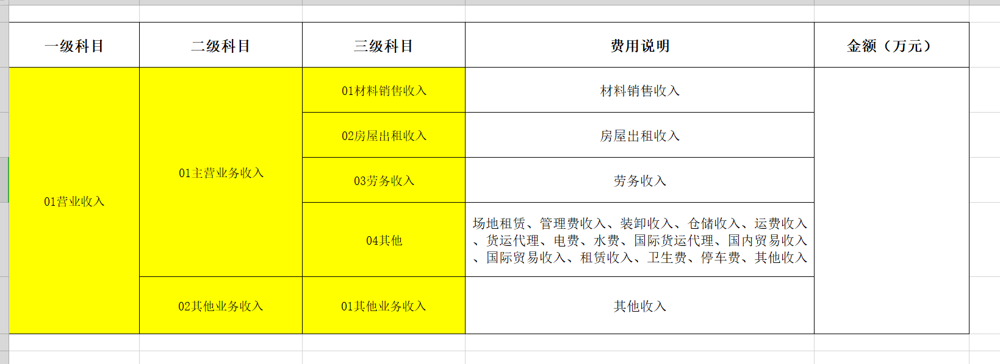 一级科目
二级科目
三级科目
费用说明
金额（万元）
01营业收入
01主营业务收入
01材料销售收入
材料销售收入
02房屋出租收入
房屋出租收入
03劳务收入
劳务收入
04其他
场地租赁、管理费收入、装卸收入、仓储收入、运费收入
、货运代理、电费、水费、国际货运代理、国内贸易收入
、国际贸易收入、租赁收入、卫生费、停车费、其他收入
02其他业务收入
01其他业务收入
其他收入